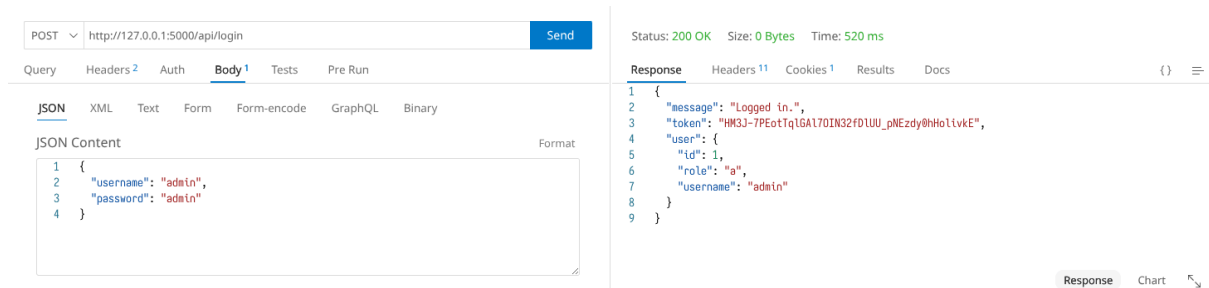 POST http://127.0.0.1:5000/api/login Send
Query Headers 2 Auth Body 1 Tests Pre Run
JSON XML Text Form Form-encode GraphQL Binary
JSON Content Format
1 {
2 "username": "admin",
3 "password": "admin"
4 }
Status: 200 OK Size: 0 Bytes Time: 520 ms
Response Headers 11 Cookies 1 Results Docs { }
1 {
2 "message": "Logged in.",
3 "token": "HM3J-7PEotTqlGAl7OIN32fDlUU_pNEzdy0hHolivkE",
4 "user": {
5 "id": 1,
6 "role": "a",
7 "username": "admin"
8 }
9 }
Response Chart